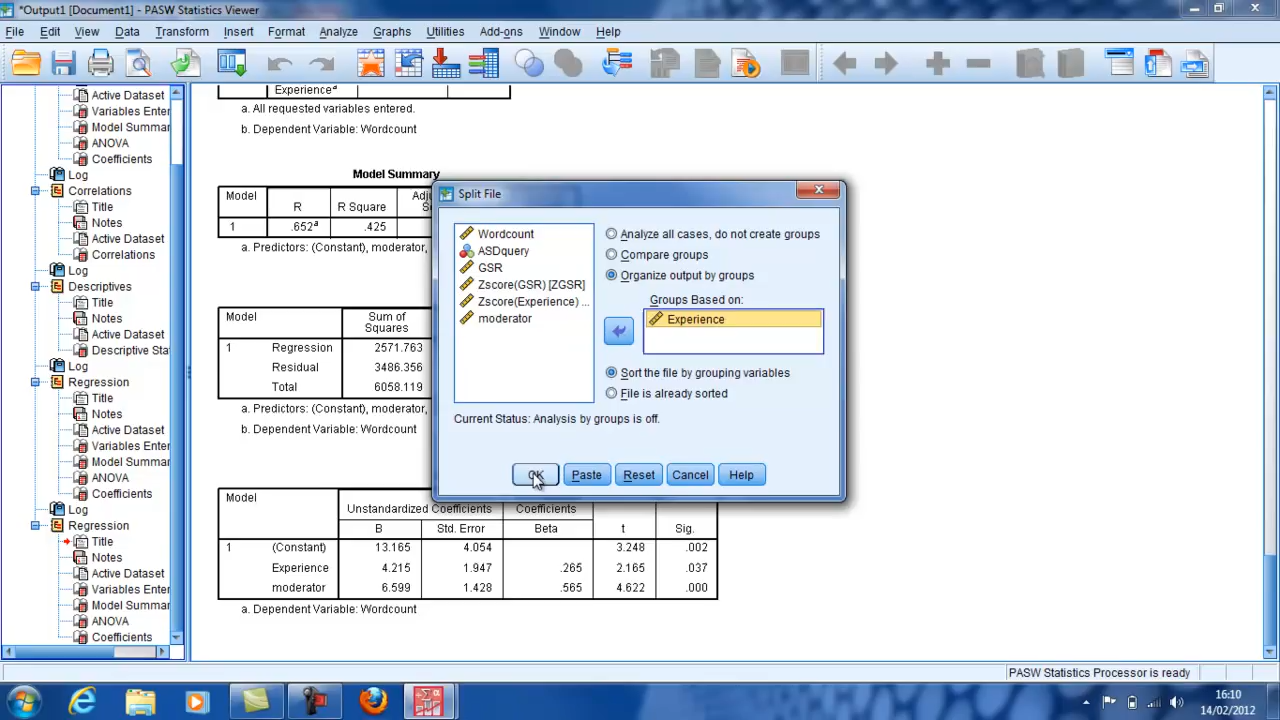 *Output1 [Document1] - PASW Statistics Viewer
File Edit View Data Transform Insert Format Analyze Graphs Utilities Add-ons Window Help
Active Dataset
Variables Enter
Model Summar
ANOVA
Coefficients
Log
Correlations
Title
Notes
Active Dataset
Correlations
Log
Descriptives
Title
Notes
Active Dataset
Descriptive Sta
Log
Regression
Title
Notes
Active Dataset
Variables Enter
Model Summar
ANOVA
Coefficients
Log
Regression
Title
Notes
Active Dataset
Variables Enter
Model Summar
ANOVA
Coefficients
Experienceᵃ
a. All requested variables entered.
b. Dependent Variable: Wordcount
Model Summary
Model R R Square
1 .652ᵃ .425
a. Predictors: (Constant), moderator,
Model Sum of Squares
1 Regression 2571.763
Residual 3486.356
Total 6058.119
a. Predictors: (Constant), moderator,
b. Dependent Variable: Wordcount
Model Unstandardized Coefficients Coefficients
B Std. Error Beta t Sig.
1 (Constant) 13.165 4.054 3.248 .002
Experience 4.215 1.947 .265 2.165 .037
moderator 6.599 1.428 .565 4.622 .000
a. Dependent Variable: Wordcount
Split File
Wordcount
ASDquery
GSR
Zscore(GSR) [ZGSR]
Zscore(Experience) ...
moderator
Analyze all cases, do not create groups
Compare groups
Organize output by groups
Groups Based on:
Experience
Sort the file by grouping variables
File is already sorted
Current Status: Analysis by groups is off.
OK Paste Reset Cancel Help
PASW Statistics Processor is ready
16:10
14/02/2012